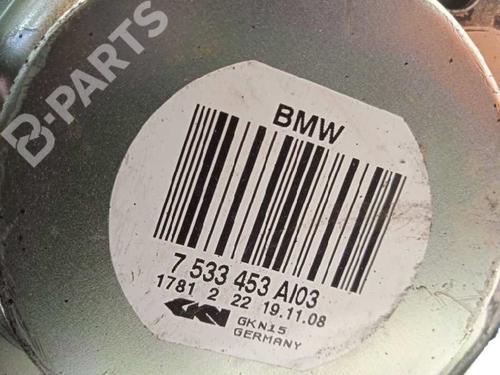 B-PARTS
BMW
7 533 453 AI03
1781 2 22 19.11.08
GKN
GKN15
GERMANY